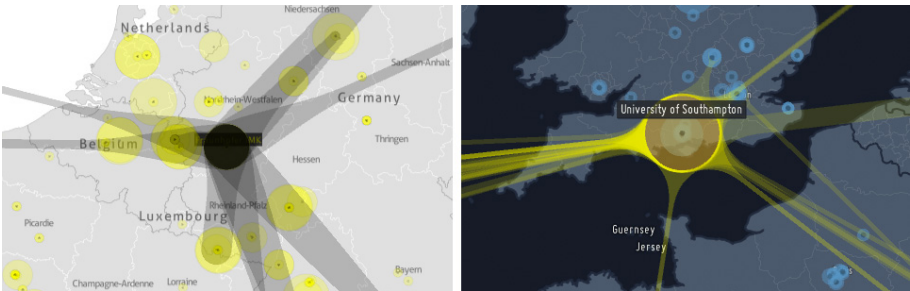 Netherlands
Niedersachsen
Sachsen-Anhalt
Nordrhein-Westfalen
Germany
Belgium
MK
Thringen
Hessen
Rheinland-Pfalz
Luxembourg
Picardie
Champagne-Ardenne
Lorraine
Bayern
University of Southampton
Guernsey
Jersey